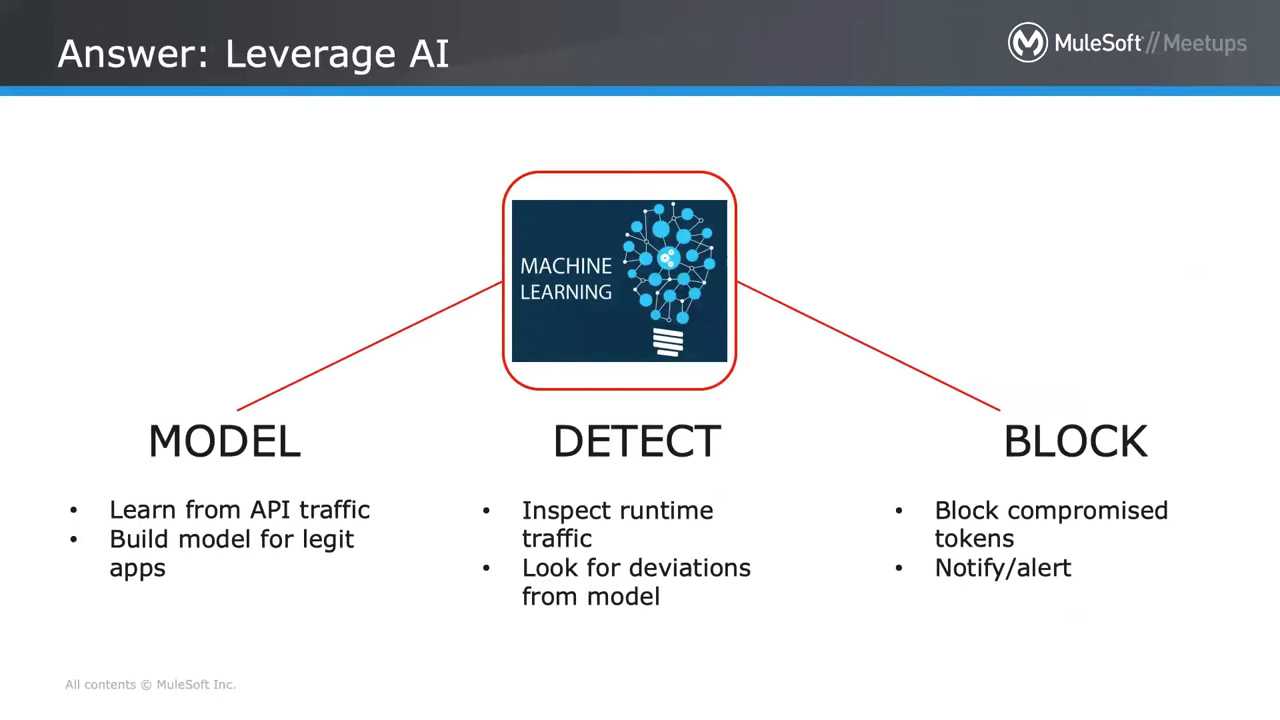 Answer: Leverage AI
MuleSoft // Meetups
MACHINE
LEARNING
MODEL
• Learn from API traffic
• Build model for legit
apps
DETECT
• Inspect runtime
traffic
• Look for deviations
from model
BLOCK
• Block compromised
tokens
• Notify/alert
All contents © MuleSoft Inc.